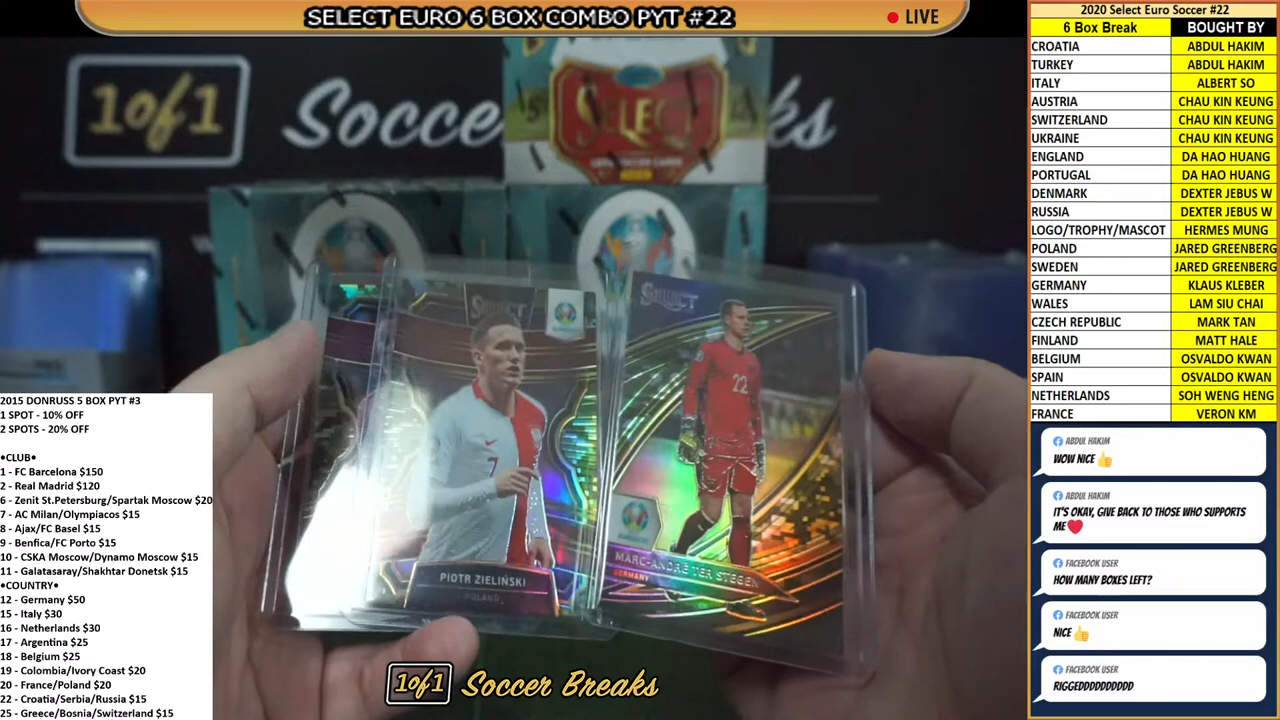 SELECT EURO 6 BOX COMBO PYT #22
LIVE
1of1 Soccer
ks
SELECT
2020 Select Euro Soccer #22
6 Box Break BOUGHT BY
CROATIA ABDUL HAKIM
TURKEY ABDUL HAKIM
ITALY ALBERT SO
AUSTRIA CHAU KIN KEUNG
SWITZERLAND CHAU KIN KEUNG
UKRAINE CHAU KIN KEUNG
ENGLAND DA HAO HUANG
PORTUGAL DA HAO HUANG
DENMARK DEXTER JEBUS W
RUSSIA DEXTER JEBUS W
LOGO/TROPHY/MASCOT HERMES MUNG
POLAND JARED GREENBERG
SWEDEN JARED GREENBERG
GERMANY KLAUS KLEBER
WALES LAM SIU CHAI
CZECH REPUBLIC MARK TAN
FINLAND MATT HALE
BELGIUM OSVALDO KWAN
SPAIN OSVALDO KWAN
NETHERLANDS SOH WENG HENG
FRANCE VERON KM
SELECT
7
PIOTR ZIELIŃSKI
POLAND
SELECT
22
MARC-ANDRÉ TER STEGEN
GERMANY
2015 DONRUSS 5 BOX PYT #3
1 SPOT - 10% OFF
2 SPOTS - 20% OFF
•CLUB•
1 - FC Barcelona $150
2 - Real Madrid $120
6 - Zenit St.Petersburg/Spartak Moscow $20
7 - AC Milan/Olympiacos $15
8 - Ajax/FC Basel $15
9 - Benfica/FC Porto $15
10 - CSKA Moscow/Dynamo Moscow $15
11 - Galatasaray/Shakhtar Donetsk $15
•COUNTRY•
12 - Germany $50
15 - Italy $30
16 - Netherlands $30
17 - Argentina $25
18 - Belgium $25
19 - Colombia/Ivory Coast $20
20 - France/Poland $20
22 - Croatia/Serbia/Russia $15
25 - Greece/Bosnia/Switzerland $15
ABDUL HAKIM
WOW NICE 👍
ABDUL HAKIM
IT'S OKAY, GIVE BACK TO THOSE WHO SUPPORTS
ME❤️
FACEBOOK USER
HOW MANY BOXES LEFT?
FACEBOOK USER
NICE 👍
FACEBOOK USER
RIGGEDDDDDDDDDD
1of1 Soccer Breaks